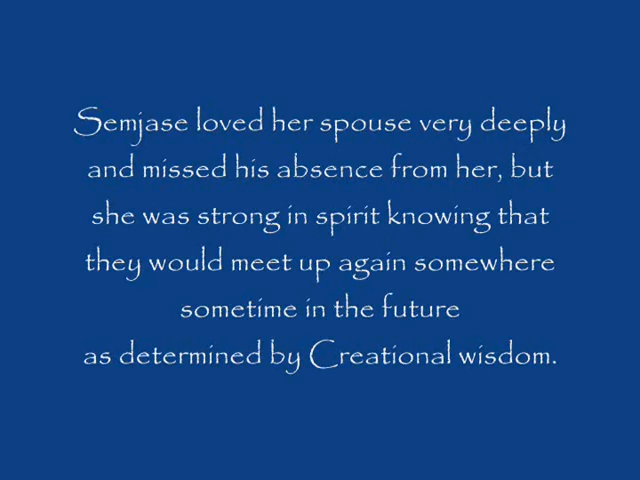 Semjase loved her spouse very deeply
and missed his absence from her, but
she was strong in spirit knowing that
they would meet up again somewhere
sometime in the future
as determined by Creational wisdom.